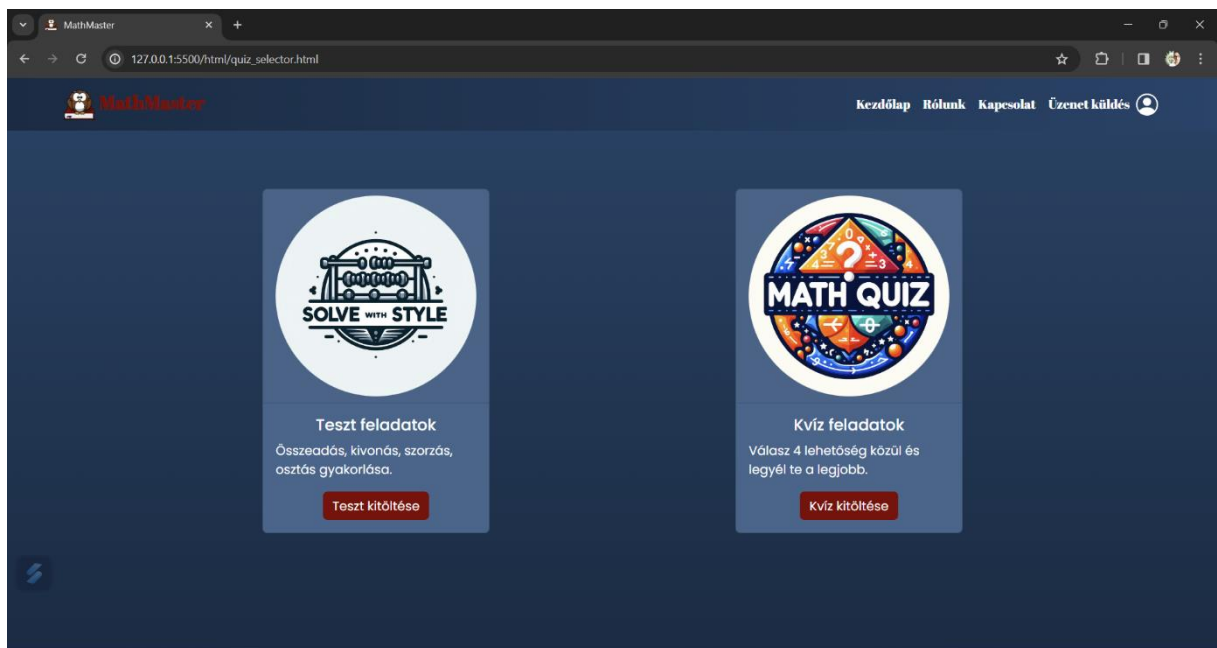 MathMaster
127.0.0.1:5500/html/quiz_selector.html
MathMaster
Kezdőlap Rólunk Kapcsolat Üzenet küldés
SOLVE WITH STYLE
Teszt feladatok
Összeadás, kivonás, szorzás,
osztás gyakorlása.
Teszt kitöltése
MATH QUIZ
Kvíz feladatok
Válasz 4 lehetőség közül és
legyél te a legjobb.
Kvíz kitöltése